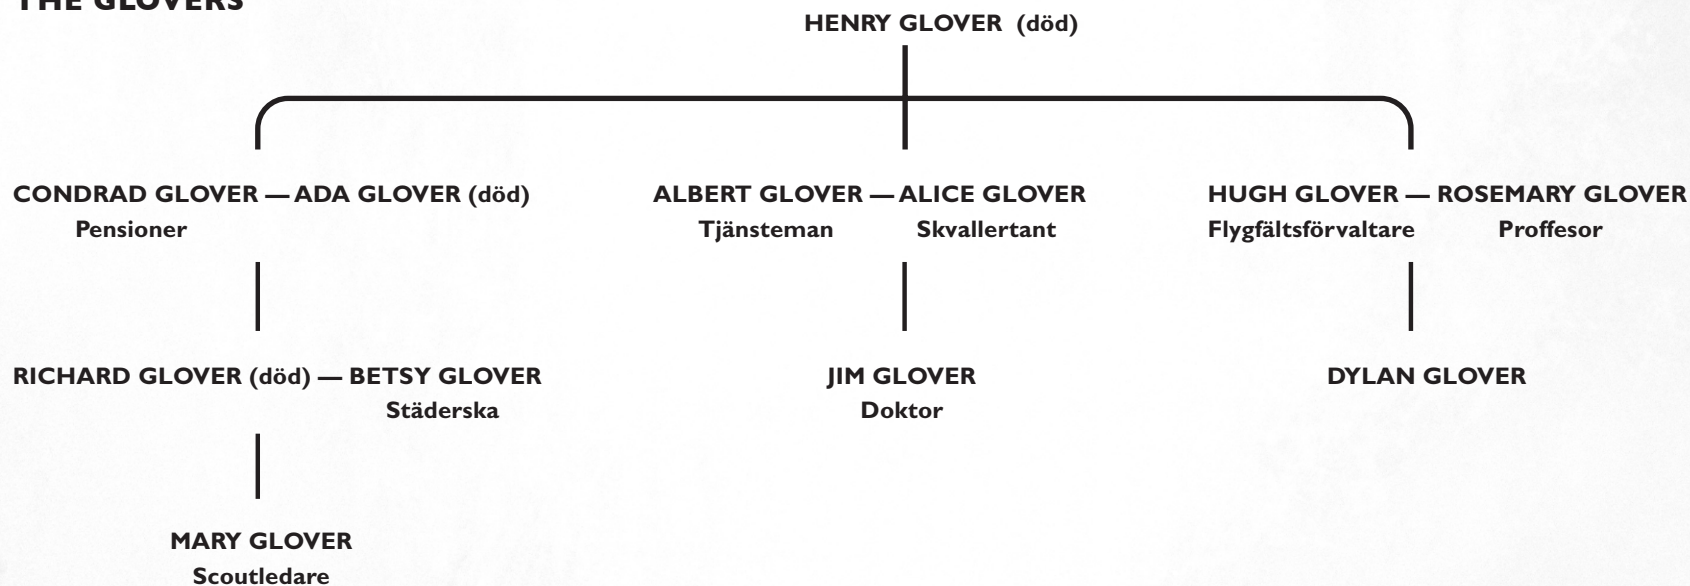 THE GLOVERS
HENRY GLOVER (död)
CONDRAD GLOVER — ADA GLOVER (död)
Pensioner
ALBERT GLOVER — ALICE GLOVER
Tjänsteman Skvallertant
HUGH GLOVER — ROSEMARY GLOVER
Flygfältsförvaltare Proffesor
RICHARD GLOVER (död) — BETSY GLOVER
Städerska
JIM GLOVER
Doktor
DYLAN GLOVER
MARY GLOVER
Scoutledare